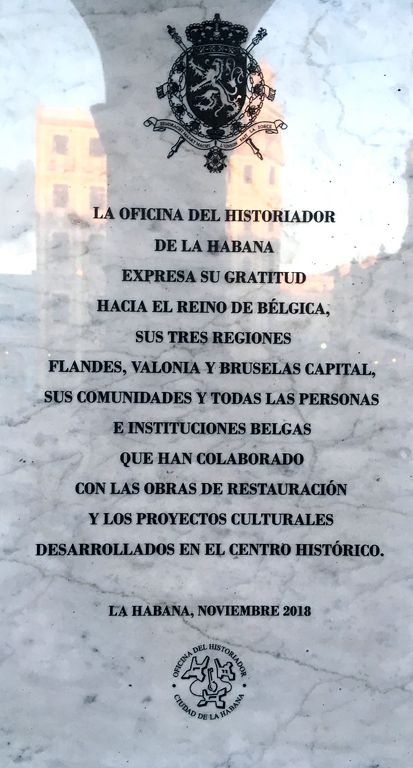 LA OFICINA DEL HISTORIADOR
DE LA HABANA
EXPRESA SU GRATITUD
HACIA EL REINO DE BÉLGICA,
SUS TRES REGIONES
FLANDES, VALONIA Y BRUSELAS CAPITAL,
SUS COMUNIDADES Y TODAS LAS PERSONAS
E INSTITUCIONES BELGAS
QUE HAN COLABORADO
CON LAS OBRAS DE RESTAURACIÓN
Y LOS PROYECTOS CULTURALES
DESARROLLADOS EN EL CENTRO HISTÓRICO.
LA HABANA, NOVIEMBRE 2018
OFICINA DEL HISTORIADOR
CIUDAD DE LA HABANA